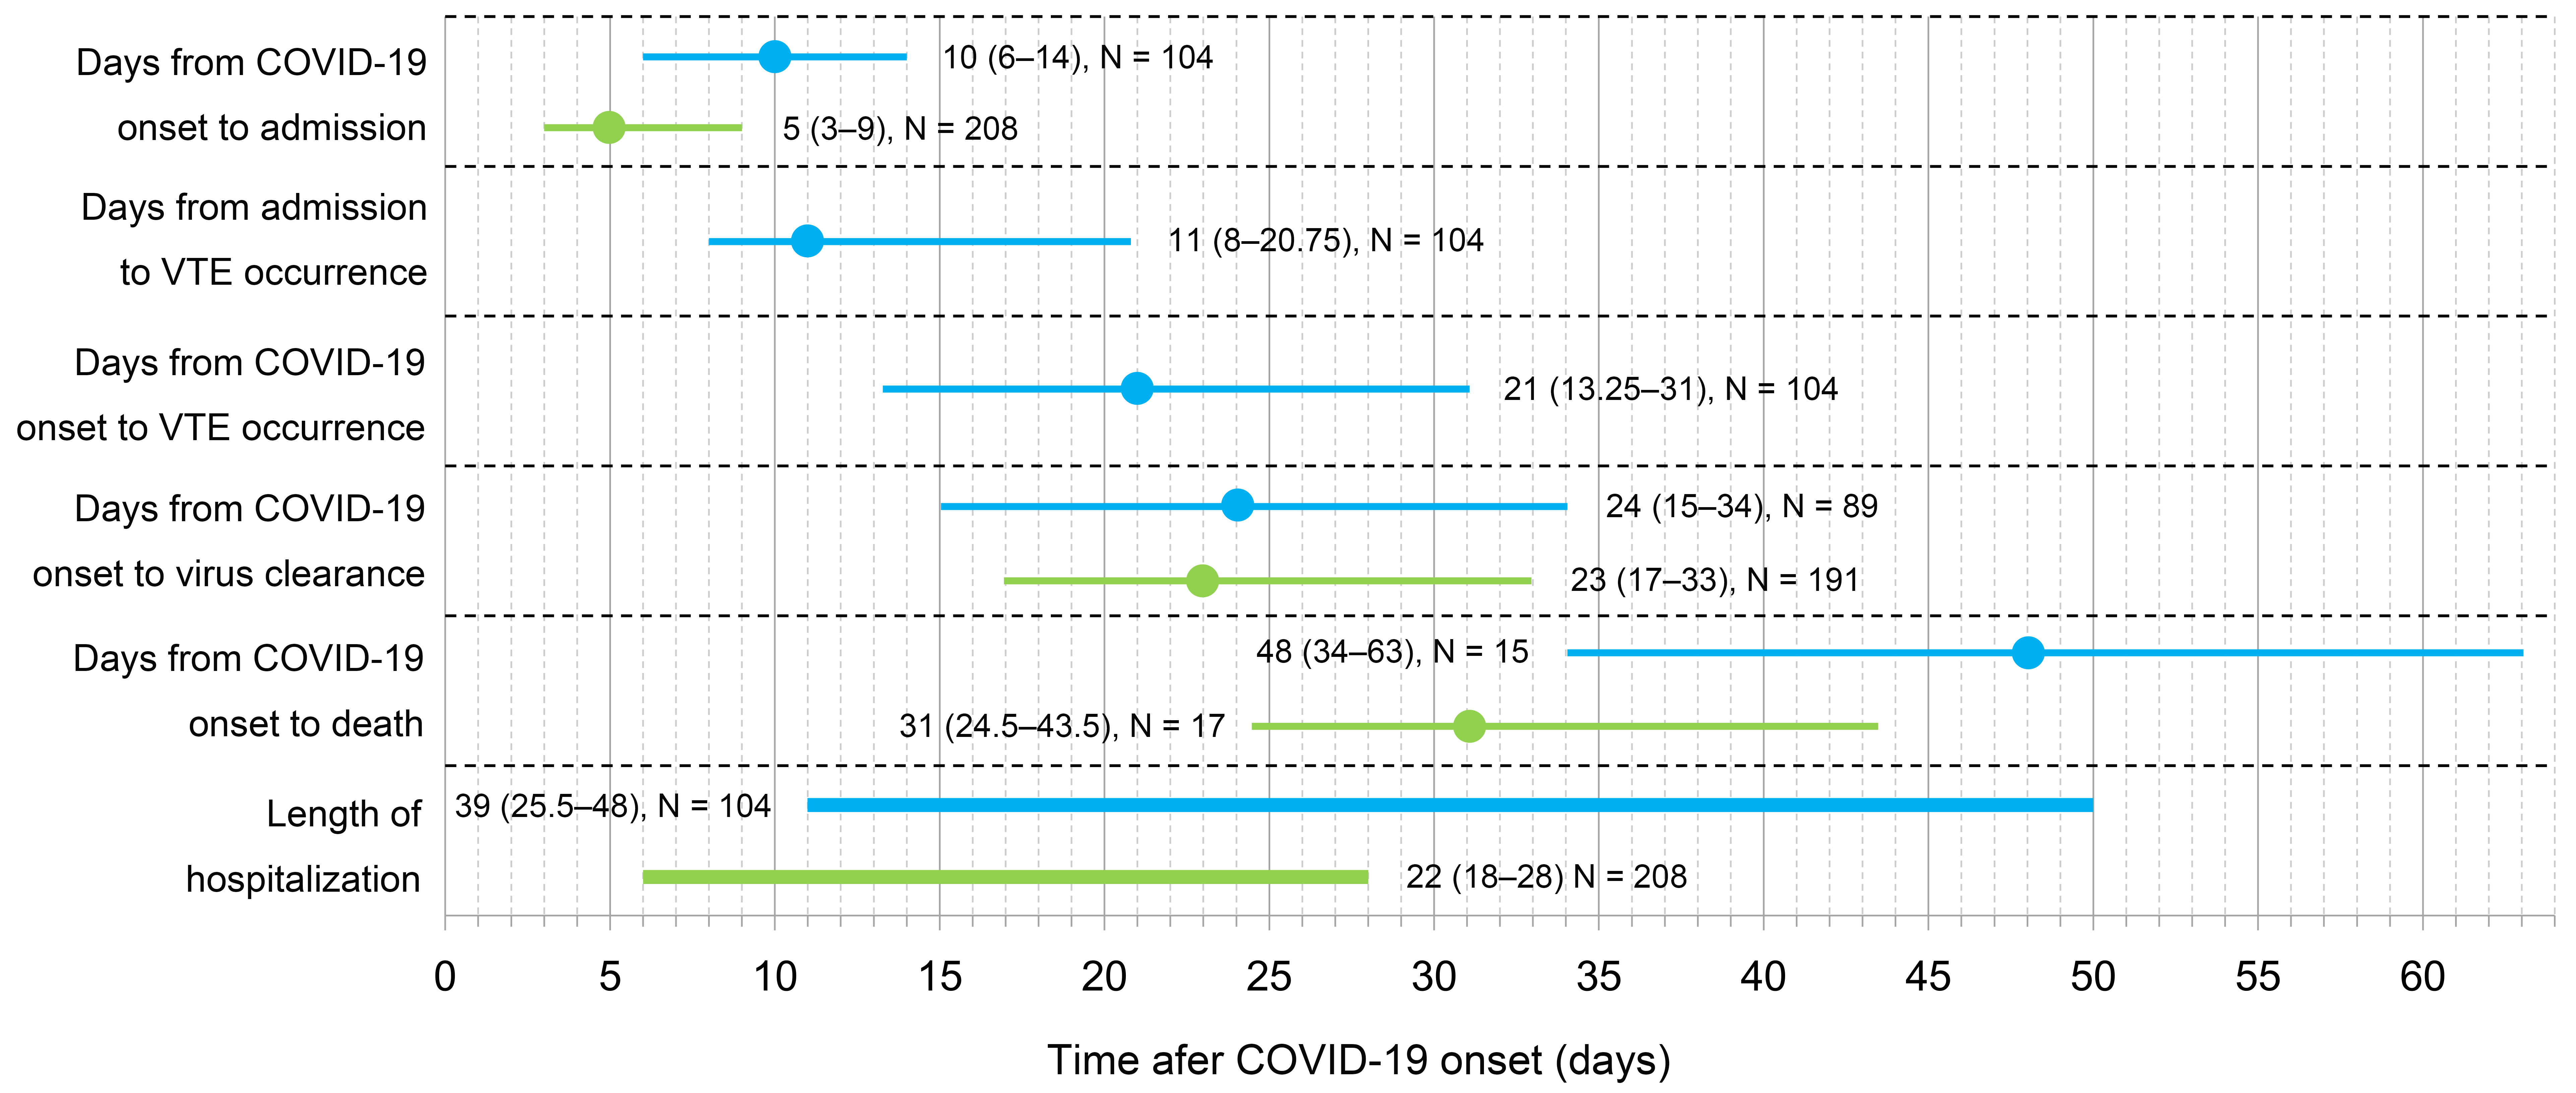 Days from COVID-19
onset to admission
10 (6–14), N = 104
5 (3–9), N = 208
Days from admission
to VTE occurrence
11 (8–20.75), N = 104
Days from COVID-19
onset to VTE occurrence
21 (13.25–31), N = 104
Days from COVID-19
onset to virus clearance
24 (15–34), N = 89
23 (17–33), N = 191
Days from COVID-19
onset to death
48 (34–63), N = 15
31 (24.5–43.5), N = 17
Length of
hospitalization
39 (25.5–48), N = 104
22 (18–28) N = 208
0 5 10 15 20 25 30 35 40 45 50 55 60
Time afer COVID-19 onset (days)